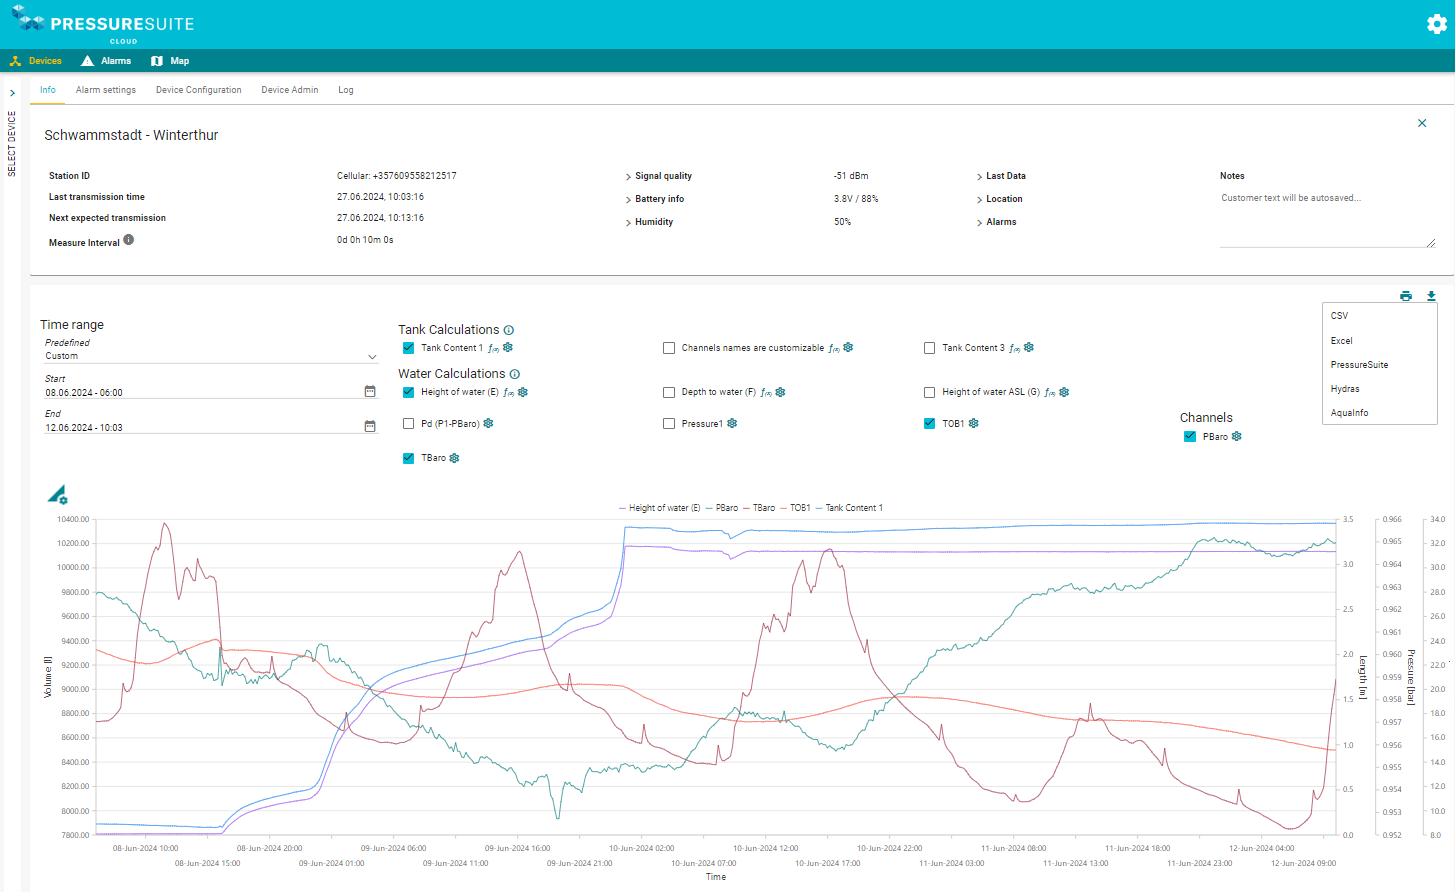 PRESSURESUITE
CLOUD
Devices Alarms Map
SELECT DEVICE
Info Alarm settings Device Configuration Device Admin Log
Schwammstadt - Winterthur
Station ID Cellular: +357609558212517 Signal quality -51 dBm Last Data Notes
Last transmission time 27.06.2024, 10:03:16 Battery info 3.8V / 88% Location Customer text will be autosaved...
Next expected transmission 27.06.2024, 10:13:16 Humidity 50% Alarms
Measure Interval 0d 0h 10m 0s
CSV
Excel
PressureSuite
Hydras
AquaInfo
Time range
Predefined
Custom
Start
08.06.2024 - 06:00
End
12.06.2024 - 10:03
Tank Calculations
Tank Content 1 ƒ(x) Channels names are customizable ƒ(x) Tank Content 3 ƒ(x)
Water Calculations
Height of water (E) ƒ(x) Depth to water (F) ƒ(x) Height of water ASL (G) ƒ(x)
Pd (P1-PBaro) Pressure1 TOB1
TBaro
Channels
PBaro
Height of water (E) PBaro TBaro TOB1 Tank Content 1
10400.00 3.5 0.966 34.0
10200.00 0.965 32.0
10000.00 3.0 0.964 30.0
9800.00 0.963 28.0
9600.00 2.5 0.962 26.0
9400.00 0.961 24.0
9200.00 2.0 0.960 22.0
9000.00 0.959 20.0
8800.00 1.5 0.958 18.0
8600.00 0.957 16.0
8400.00 1.0 0.956 14.0
8200.00 0.5 0.955 12.0
8000.00 0.954 10.0
7800.00 0.0 0.953 8.0
0.952
Volume [l]
Length [m]
Pressure [bar]
08-Jun-2024 10:00 08-Jun-2024 20:00 09-Jun-2024 06:00 09-Jun-2024 16:00 10-Jun-2024 02:00 10-Jun-2024 12:00 10-Jun-2024 22:00 11-Jun-2024 08:00 11-Jun-2024 18:00 12-Jun-2024 04:00
08-Jun-2024 15:00 09-Jun-2024 01:00 09-Jun-2024 11:00 09-Jun-2024 21:00 10-Jun-2024 07:00 10-Jun-2024 17:00 11-Jun-2024 03:00 11-Jun-2024 13:00 11-Jun-2024 23:00 12-Jun-2024 09:00
Time